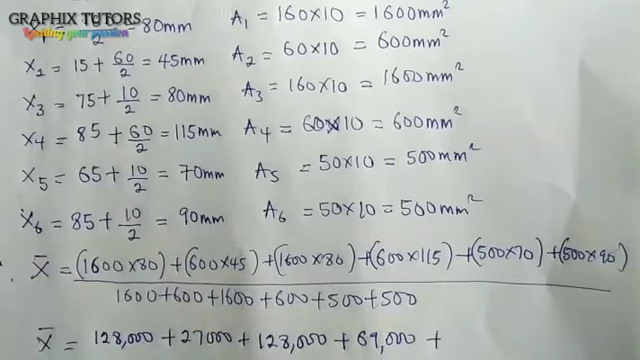 GRAPHIX TUTORS
Igniting your passion
= 80mm
A1 = 160×10 = 1600mm²
X2 = 15 + 60/2 = 45mm
A2 = 60×10 = 600mm²
X3 = 75 + 10/2 = 80mm
A3 = 160×10 = 1600mm²
X4 = 85 + 60/2 = 115mm
A4 = 60×10 = 600mm²
X5 = 65 + 10/2 = 70mm
A5 = 50×10 = 500mm²
X6 = 85 + 10/2 = 90mm
A6 = 50×10 = 500mm²
X̄ = (1600×80)+(600×45)+(1600×80)+(600×115)+(500×70)+(500×90)
1600+600+1600+600+500+500
X̄ = 128,000 + 27000 + 128,000 + 69,000 +